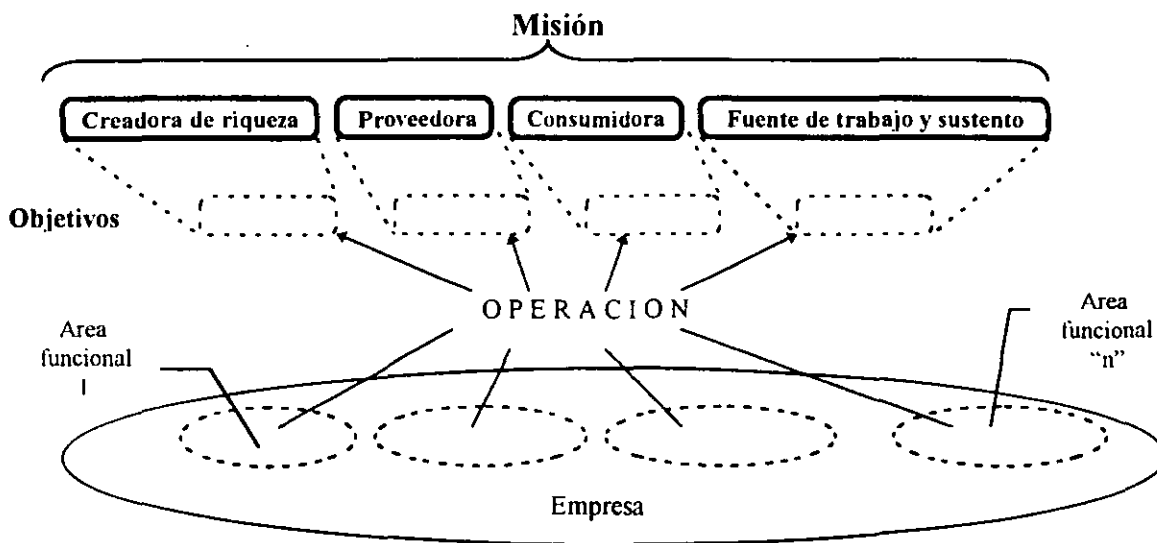 Misión
Creadora de riqueza
Proveedora
Consumidora
Fuente de trabajo y sustento
Objetivos
OPERACION
Area
funcional
1
Area
funcional
“n”
Empresa